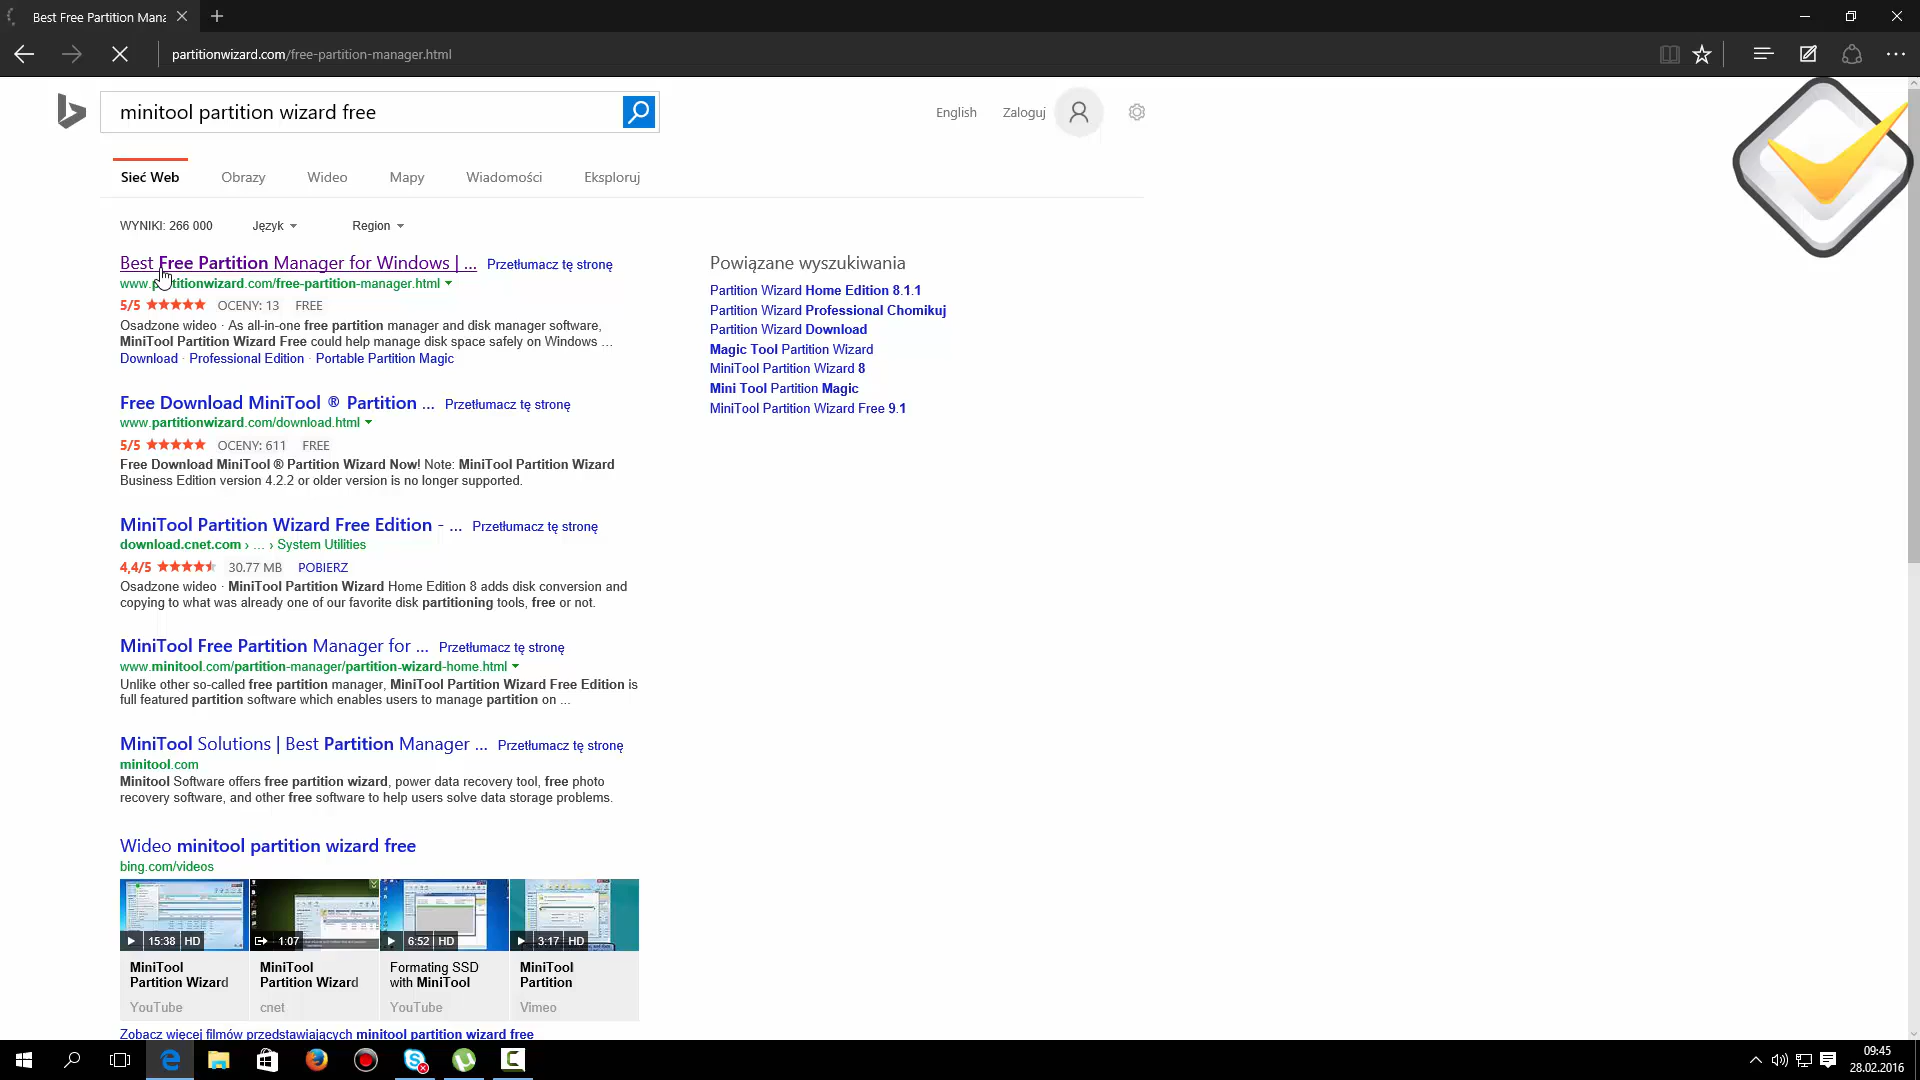 Best Free Partition Mana
partitionwizard.com/free-partition-manager.html
minitool partition wizard free
English Zaloguj
Sieć Web Obrazy Wideo Mapy Wiadomości Eksploruj
WYNIKI: 266 000 Język Region
Best Free Partition Manager for Windows | ... Przetłumacz tę stronę
www.partitionwizard.com/free-partition-manager.html
5/5 OCENY: 13 FREE
Osadzone wideo · As all-in-one free partition manager and disk manager software,
MiniTool Partition Wizard Free could help manage disk space safely on Windows ...
Download · Professional Edition · Portable Partition Magic
Free Download MiniTool ® Partition ... Przetłumacz tę stronę
www.partitionwizard.com/download.html
5/5 OCENY: 611 FREE
Free Download MiniTool ® Partition Wizard Now! Note: MiniTool Partition Wizard
Business Edition version 4.2.2 or older version is no longer supported.
MiniTool Partition Wizard Free Edition - ... Przetłumacz tę stronę
download.cnet.com › ... › System Utilities
4,4/5 30.77 MB POBIERZ
Osadzone wideo · MiniTool Partition Wizard Home Edition 8 adds disk conversion and
copying to what was already one of our favorite disk partitioning tools, free or not.
MiniTool Free Partition Manager for ... Przetłumacz tę stronę
www.minitool.com/partition-manager/partition-wizard-home.html
Unlike other so-called free partition manager, MiniTool Partition Wizard Free Edition is
full featured partition software which enables users to manage partition on ...
MiniTool Solutions | Best Partition Manager ... Przetłumacz tę stronę
minitool.com
Minitool Software offers free partition wizard, power data recovery tool, free photo
recovery software, and other free software to help users solve data storage problems.
Wideo minitool partition wizard free
bing.com/videos
15:38 HD 1:07 6:52 HD 3:17 HD
MiniTool
Partition Wizard
YouTube
MiniTool
Partition Wizard
cnet
Formating SSD
with MiniTool
YouTube
MiniTool
Partition
Vimeo
Zobacz więcej filmów przedstawiających minitool partition wizard free
Powiązane wyszukiwania
Partition Wizard Home Edition 8.1.1
Partition Wizard Professional Chomikuj
Partition Wizard Download
Magic Tool Partition Wizard
MiniTool Partition Wizard 8
Mini Tool Partition Magic
MiniTool Partition Wizard Free 9.1
09:45
28.02.2016